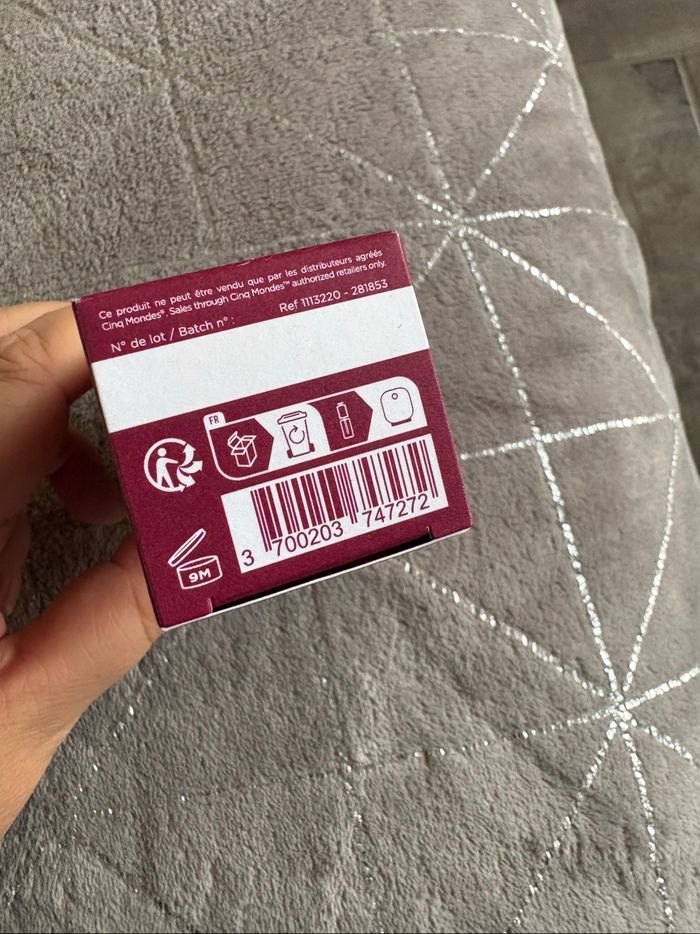 Ce produit ne peut être vendu que par les distributeurs agréés
Cinq Mondes®. Sales through Cinq Mondes™ authorized retailers only.
Ref 1113220 - 281853
N° de lot / Batch n° :
FR
3 700203 747272
9M